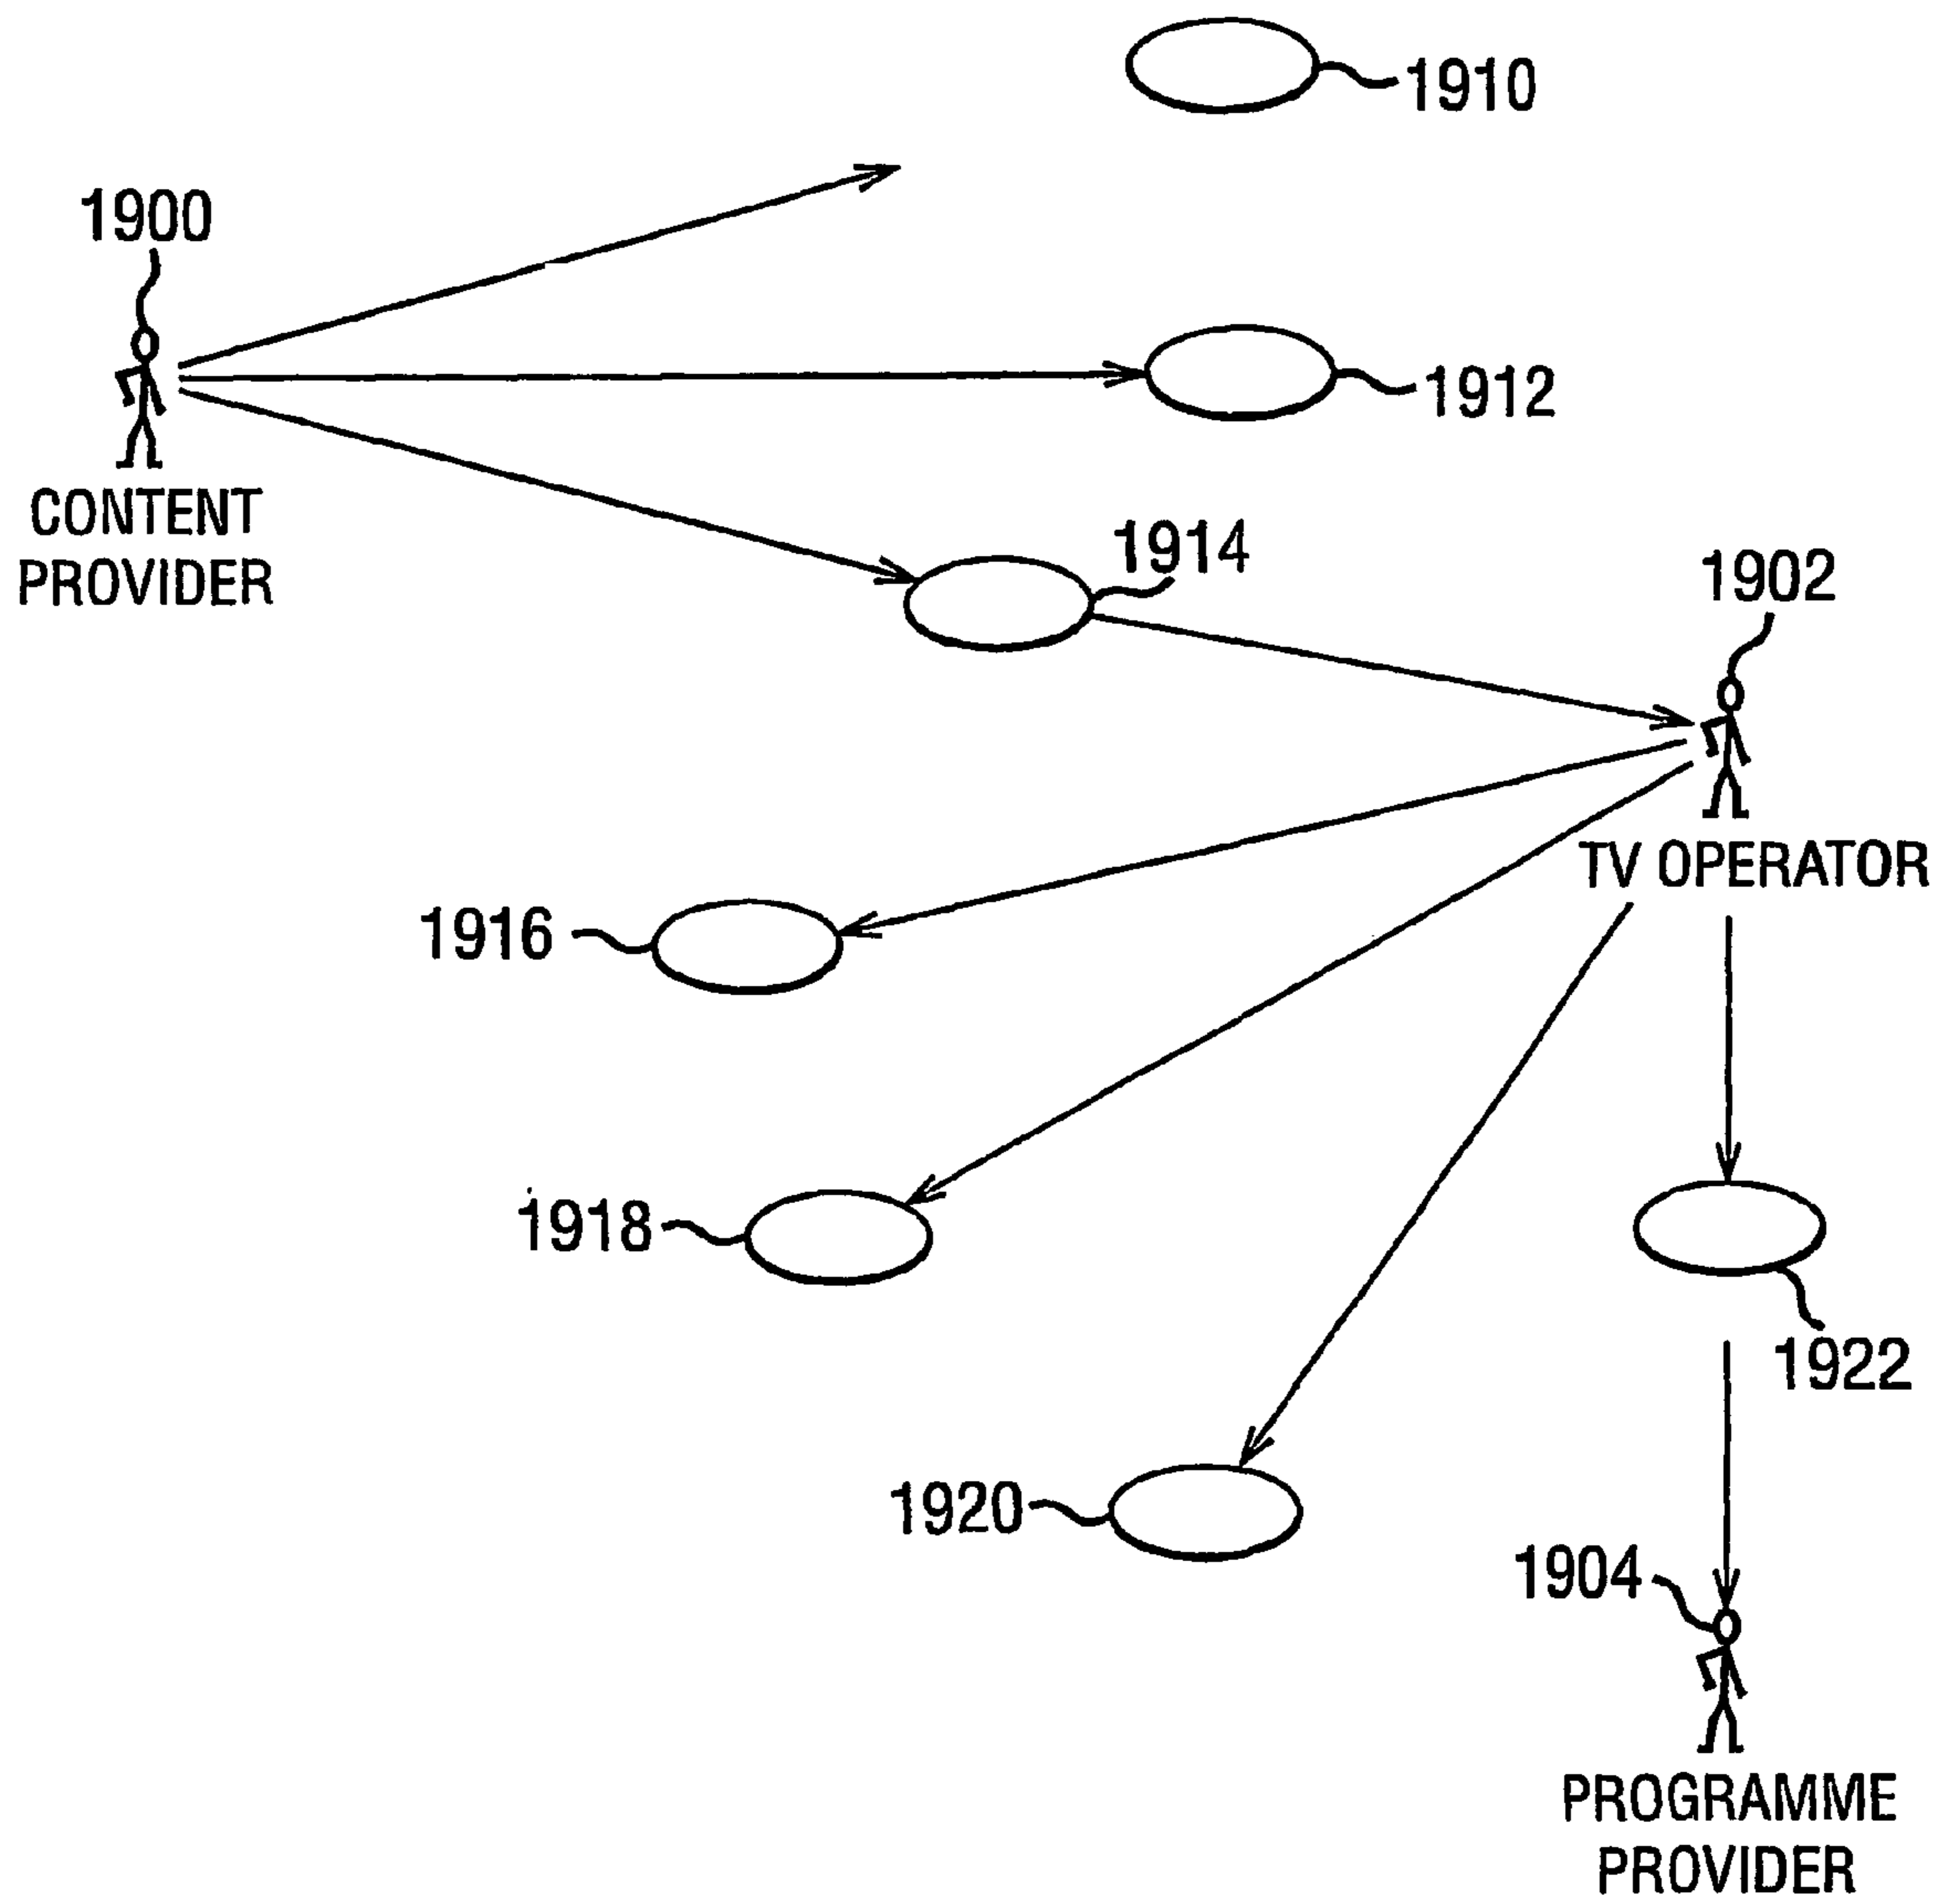 1910
1900
1912
CONTENT
PROVIDER
1914
1902
TV OPERATOR
1916
1918
1922
1920
1904
PROGRAMME
PROVIDER